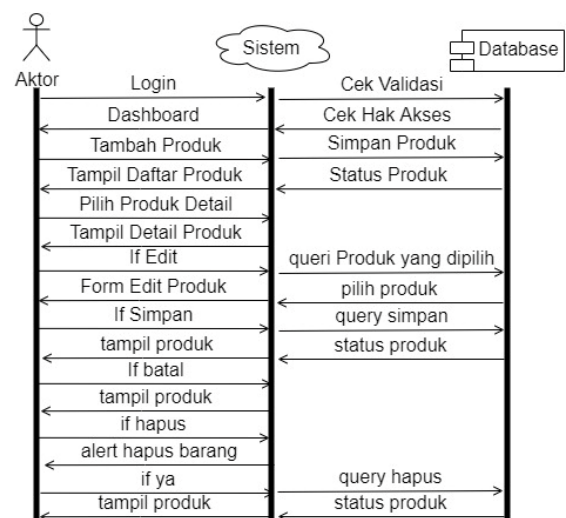 Sistem
Database
Aktor
Login
Cek Validasi
Dashboard
Cek Hak Akses
Tambah Produk
Simpan Produk
Tampil Daftar Produk
Status Produk
Pilih Produk Detail
Tampil Detail Produk
If Edit
queri Produk yang dipilih
Form Edit Produk
pilih produk
If Simpan
query simpan
tampil produk
status produk
If batal
tampil produk
if hapus
alert hapus barang
if ya
query hapus
tampil produk
status produk